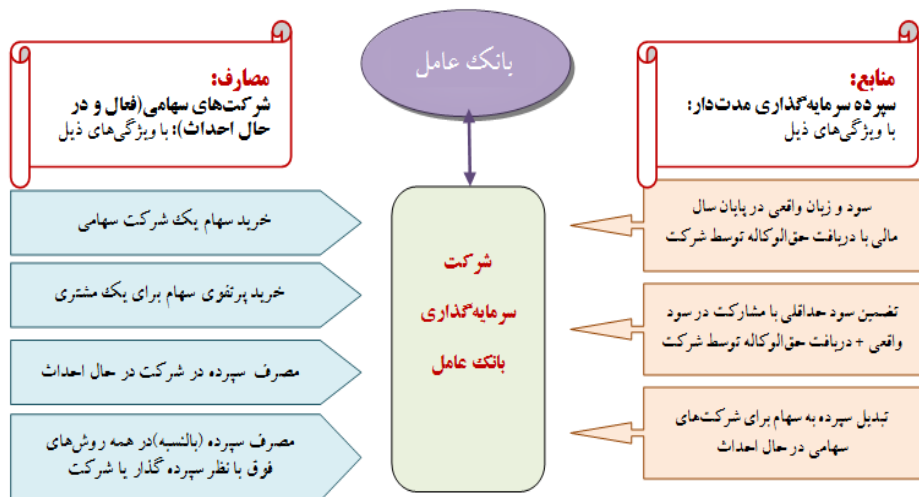 بانک عامل
منابع:
سپرده سرمایه‌گذاری مدت‌دار:
با ویژگی‌های ذیل
سود و زیان واقعی در پایان سال
مالی با دریافت حق‌الوکاله توسط شرکت
تضمین سود حداقلی با مشارکت در سود
واقعی + دریافت حق‌الوکاله توسط شرکت
تبدیل سپرده به سهام برای شرکت‌های
سهامی در حال احداث
شرکت
سرمایه‌گذاری
بانک عامل
مصارف:
شرکت‌های سهامی(فعال و در
حال احداث): با ویژگی‌های ذیل
خرید سهام یک شرکت سهامی
خرید پرتفوی سهام برای یک مشتری
مصرف سپرده در شرکت در حال احداث
مصرف سپرده (بالنسبه)در همه روش‌های
فوق با نظر سپرده گذار یا شرکت